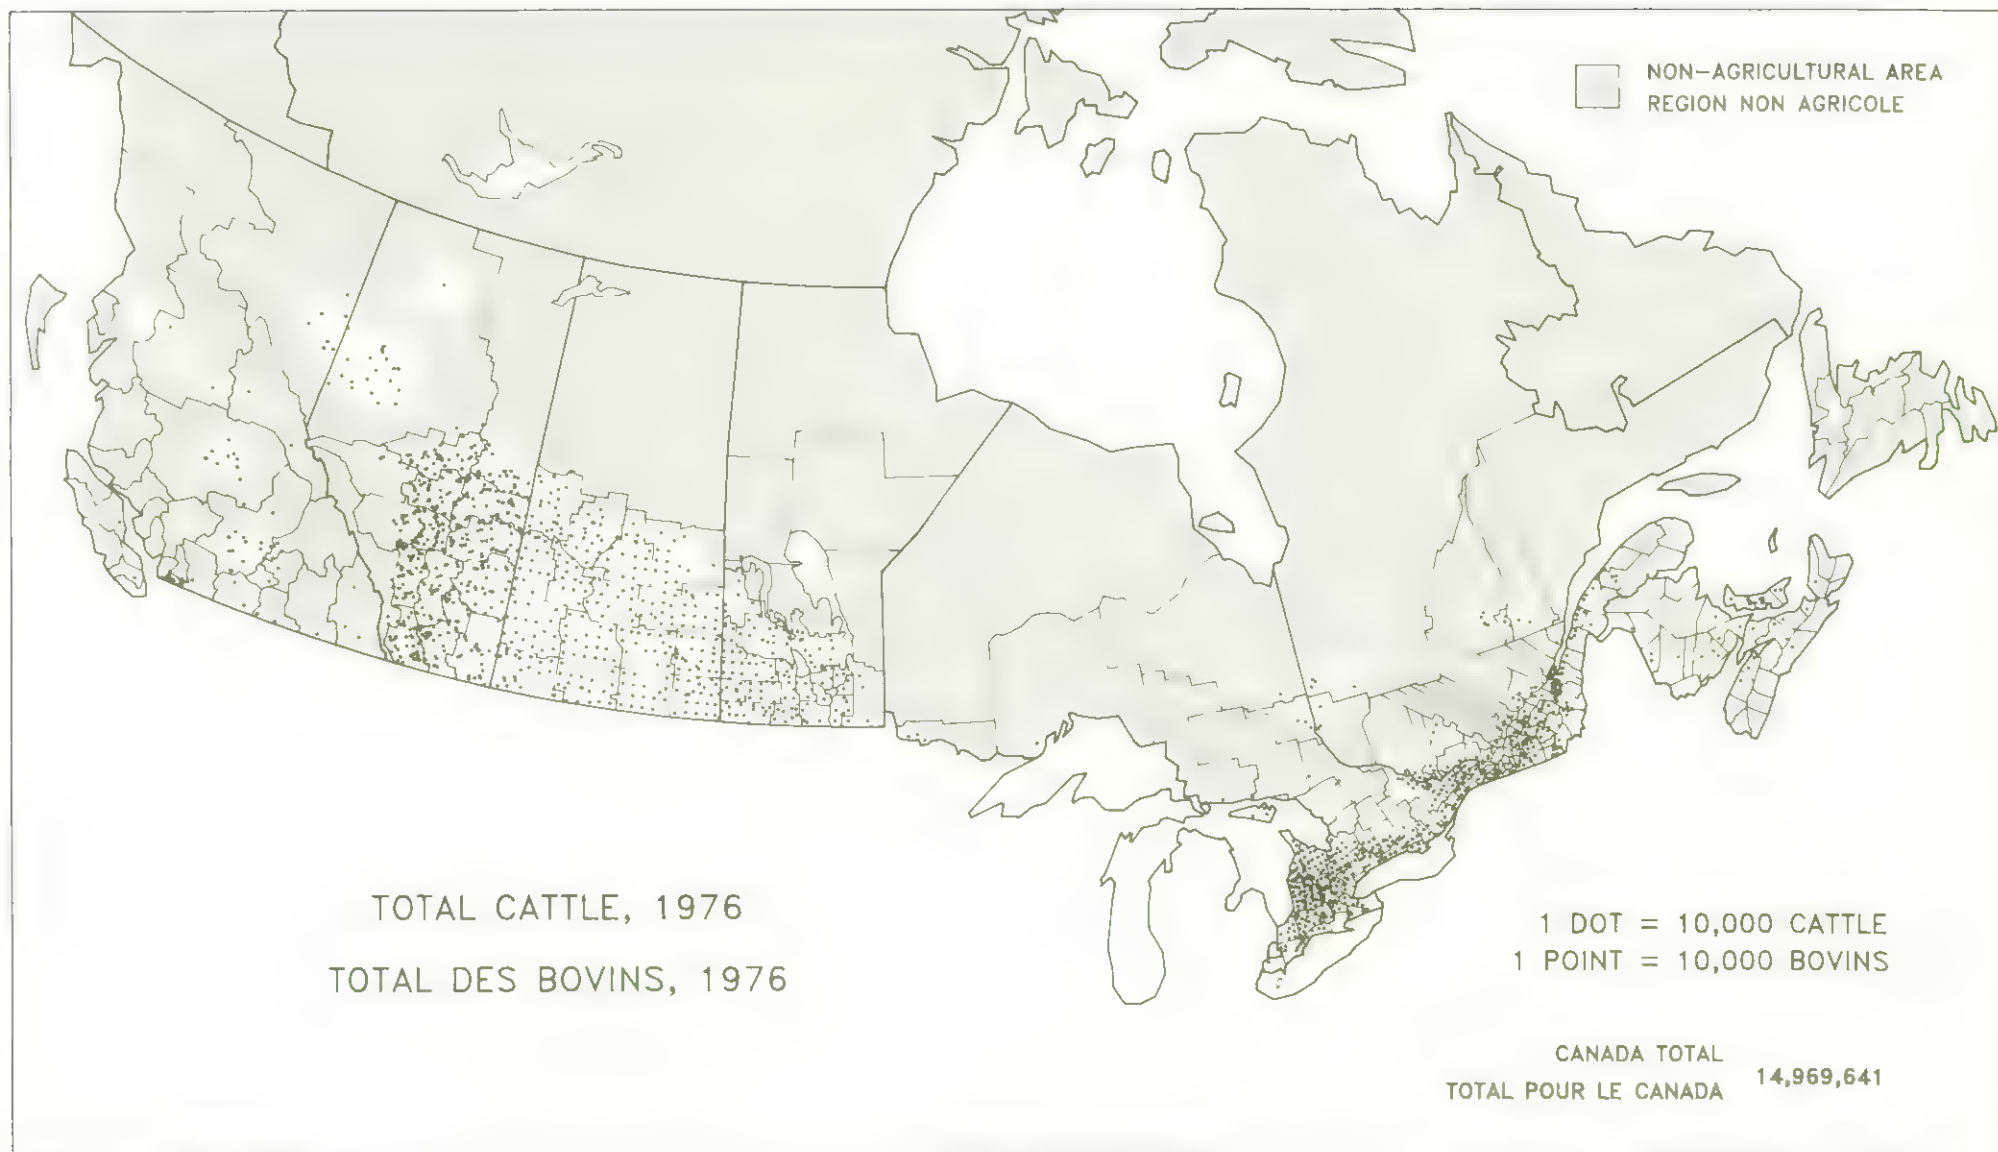 NON-AGRICULTURAL AREA
REGION NON AGRICOLE
TOTAL CATTLE, 1976
TOTAL DES BOVINS, 1976
1 DOT = 10,000 CATTLE
1 POINT = 10,000 BOVINS
CANADA TOTAL
TOTAL POUR LE CANADA 14,969,641